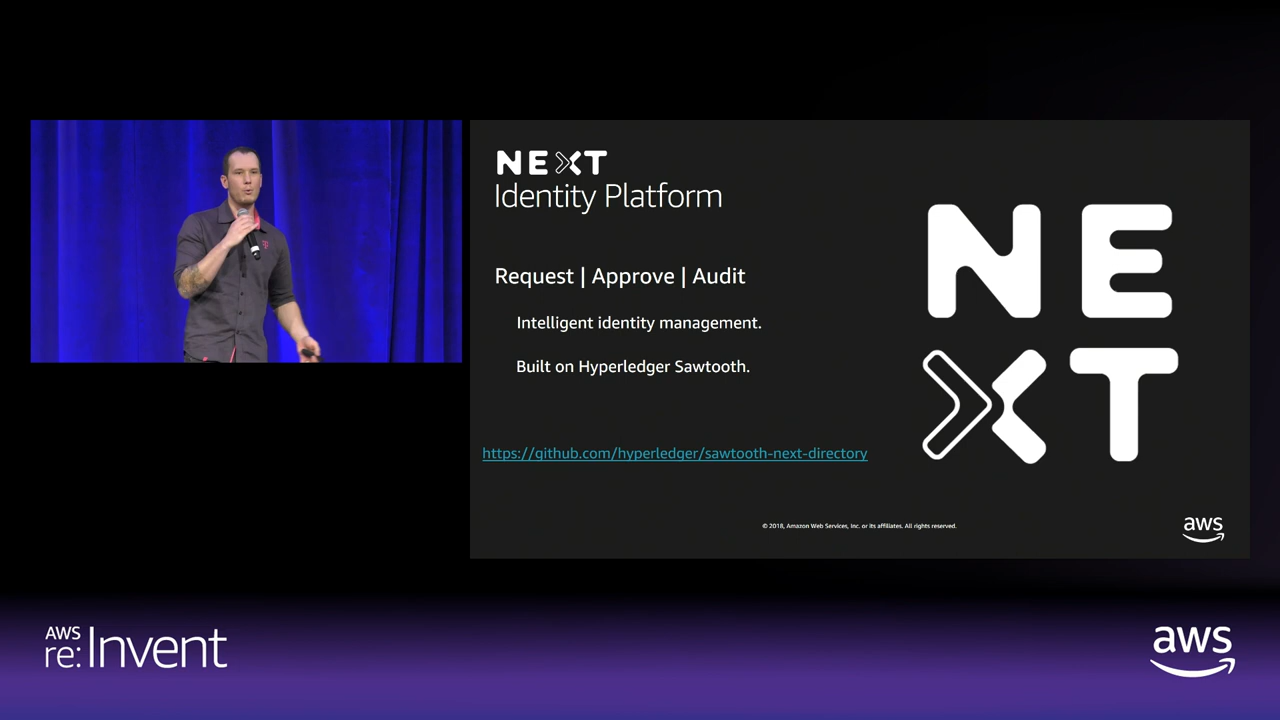 NEXT
Identity Platform
Request | Approve | Audit
Intelligent identity management.
Built on Hyperledger Sawtooth.
https://github.com/hyperledger/sawtooth-next-directory
NE
XT
© 2018, Amazon Web Services, Inc. or its affiliates. All rights reserved.
aws
AWS
re:Invent
aws